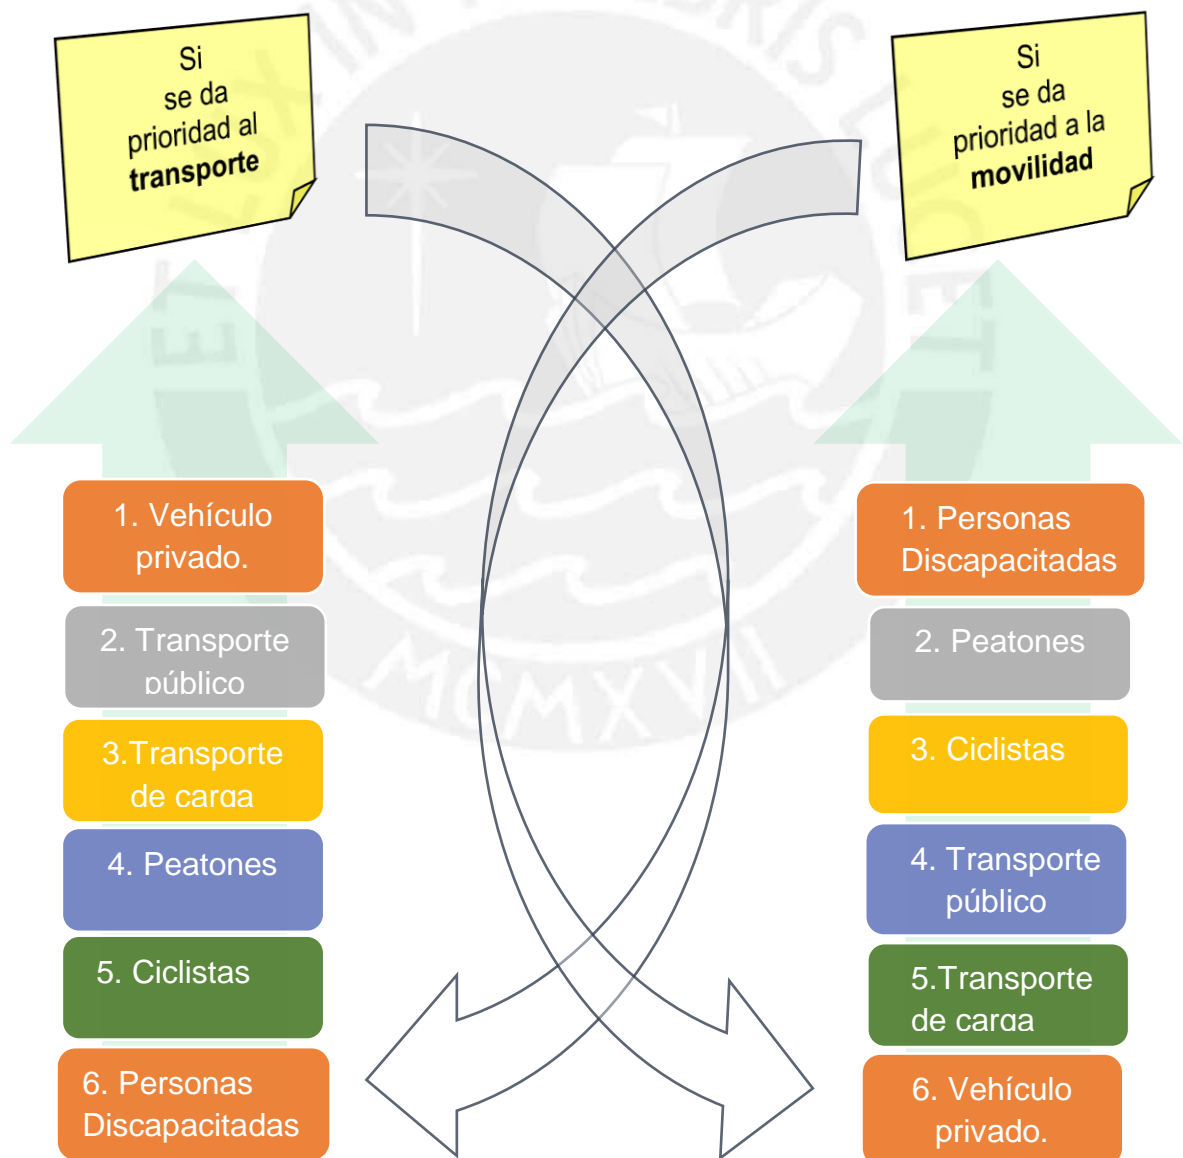 Si
se da
prioridad al
transporte
1. Vehículo
privado.
2. Transporte
público
3.Transporte
de carga
4. Peatones
5. Ciclistas
6. Personas
Discapacitadas
Si
se da
prioridad a la
movilidad
1. Personas
Discapacitadas
2. Peatones
3. Ciclistas
4. Transporte
público
5.Transporte
de carga
6. Vehículo
privado.
MCMXVII